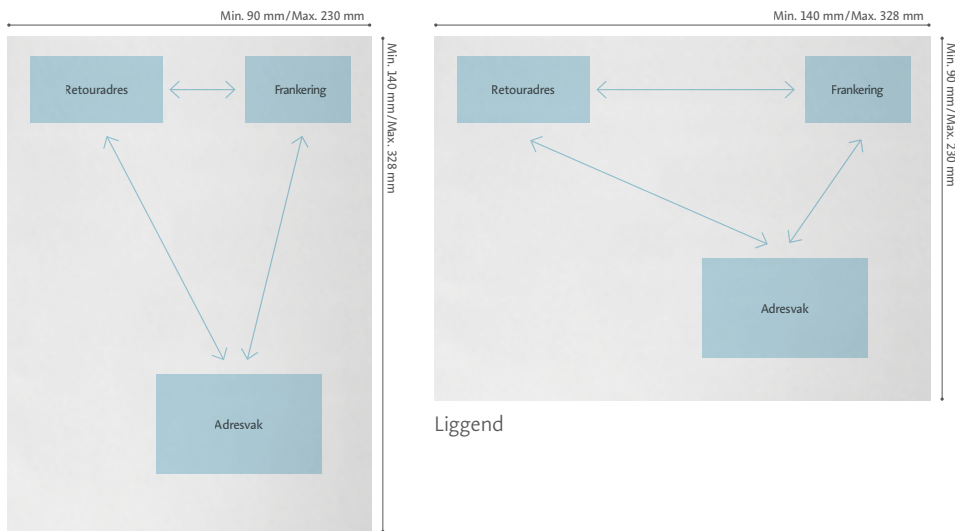 Min. 90 mm/Max. 230 mm
Min. 140 mm/Max. 328 mm
Retouradres
Frankering
Adresvak
Min. 140 mm/Max. 328 mm
Min. 90 mm/Max. 230 mm
Retouradres
Frankering
Adresvak
Liggend